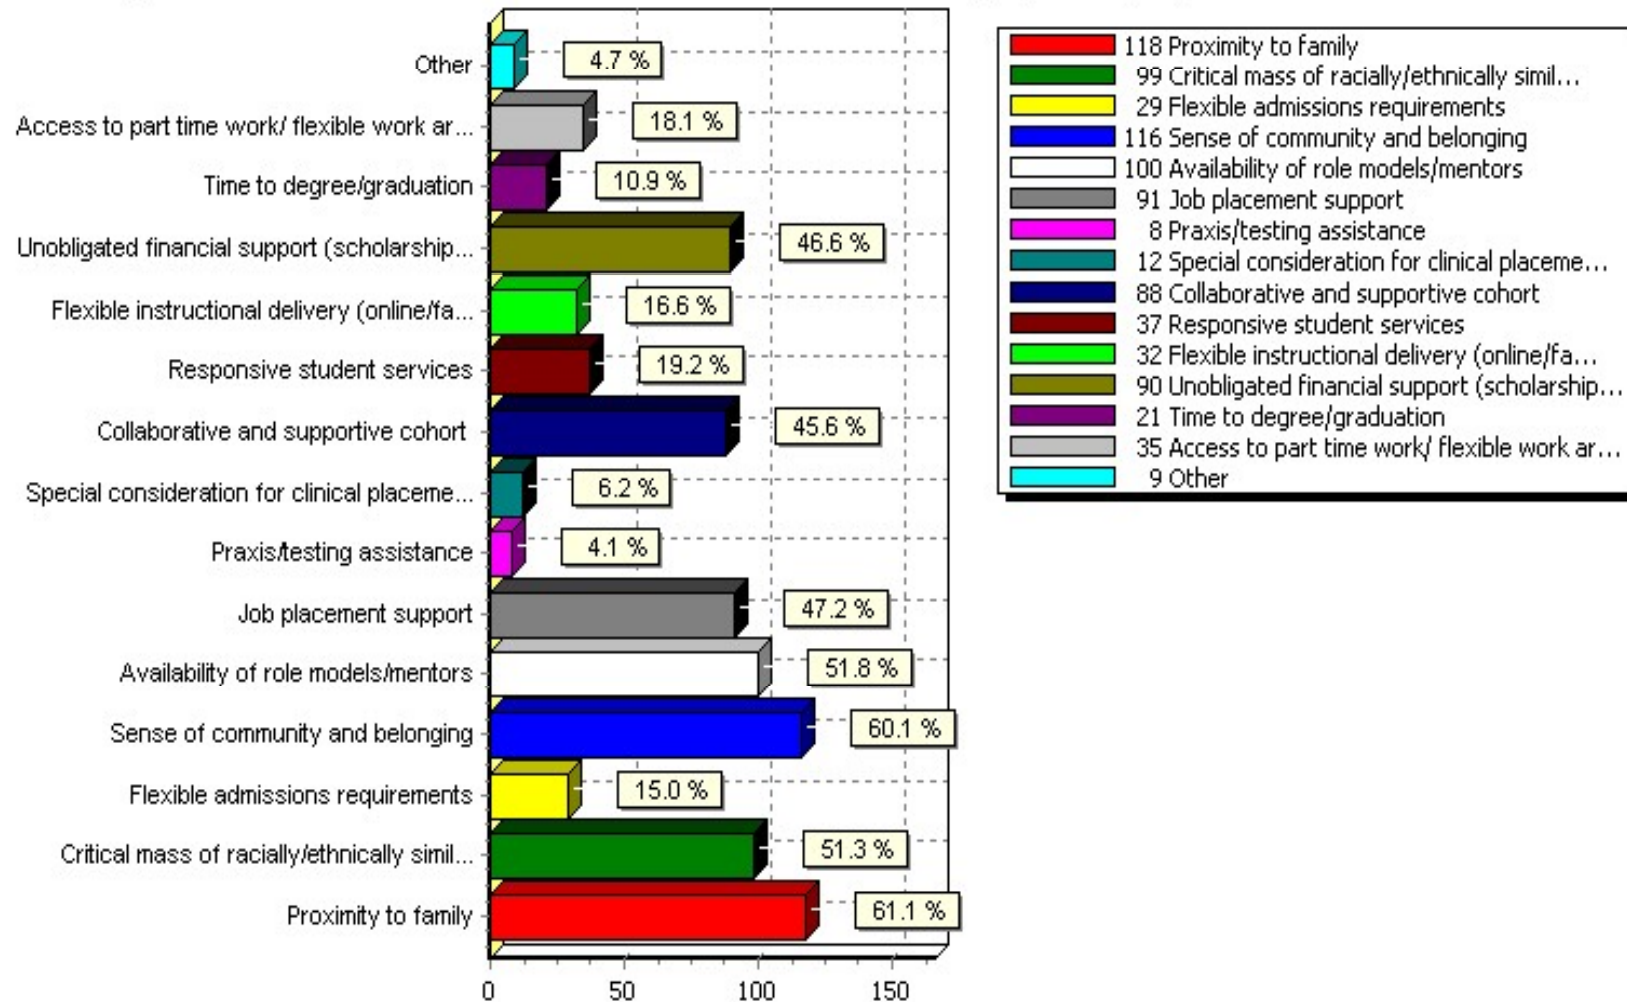 Other
4.7 %
Access to part time work/ flexible work ar...
18.1 %
Time to degree/graduation
10.9 %
Unobligated financial support (scholarship...
46.6 %
Flexible instructional delivery (online/fa...
16.6 %
Responsive student services
19.2 %
Collaborative and supportive cohort
45.6 %
Special consideration for clinical placeme...
6.2 %
Praxis/testing assistance
4.1 %
Job placement support
47.2 %
Availability of role models/mentors
51.8 %
Sense of community and belonging
60.1 %
Flexible admissions requirements
15.0 %
Critical mass of racially/ethnically simil...
51.3 %
Proximity to family
61.1 %
0 50 100 150
118 Proximity to family
99 Critical mass of racially/ethnically simil...
29 Flexible admissions requirements
116 Sense of community and belonging
100 Availability of role models/mentors
91 Job placement support
8 Praxis/testing assistance
12 Special consideration for clinical placeme...
88 Collaborative and supportive cohort
37 Responsive student services
32 Flexible instructional delivery (online/fa...
90 Unobligated financial support (scholarship...
21 Time to degree/graduation
35 Access to part time work/ flexible work ar...
9 Other